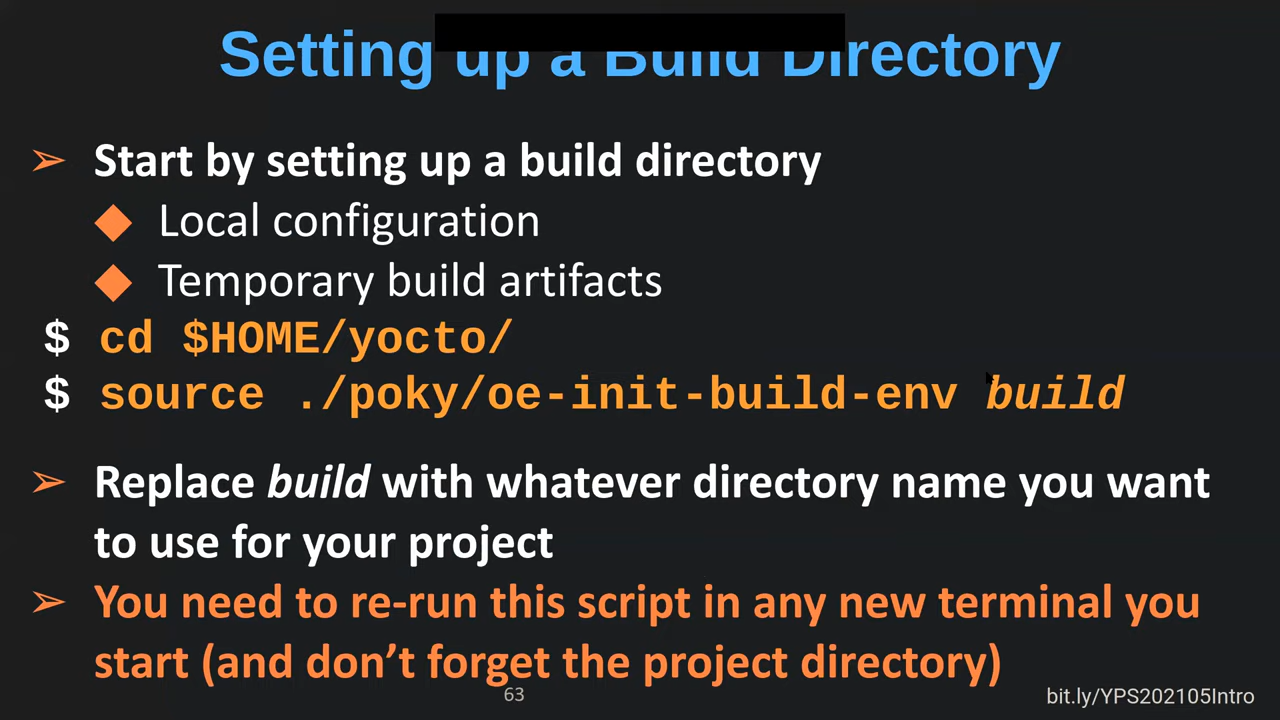 Setting up a Build Directory
➢ Start by setting up a build directory
◆ Local configuration
◆ Temporary build artifacts
$ cd $HOME/yocto/
$ source ./poky/oe-init-build-env build
➢ Replace build with whatever directory name you want
to use for your project
➢ You need to re-run this script in any new terminal you
start (and don’t forget the project directory)
63
bit.ly/YPS202105Intro